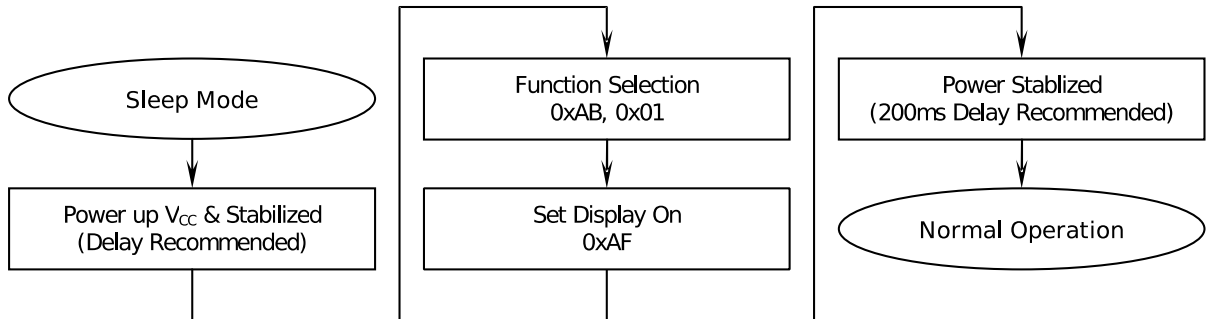 Sleep Mode
Power up VCC & Stabilized
(Delay Recommended)
Function Selection
0xAB, 0x01
Set Display On
0xAF
Power Stablized
(200ms Delay Recommended)
Normal Operation